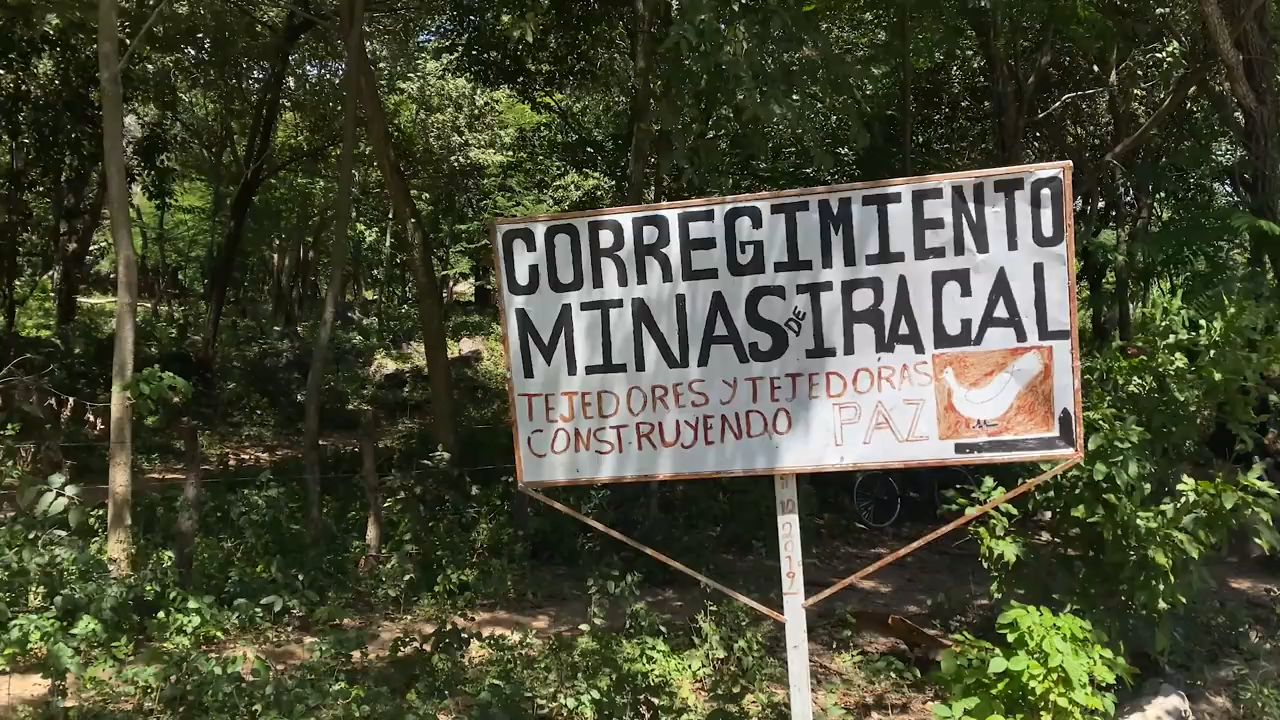 CORREGIMIENTO
MINAS DE IRACAL
TEJEDORES Y TEJEDORAS
CONSTRUYENDO PAZ
10 2019